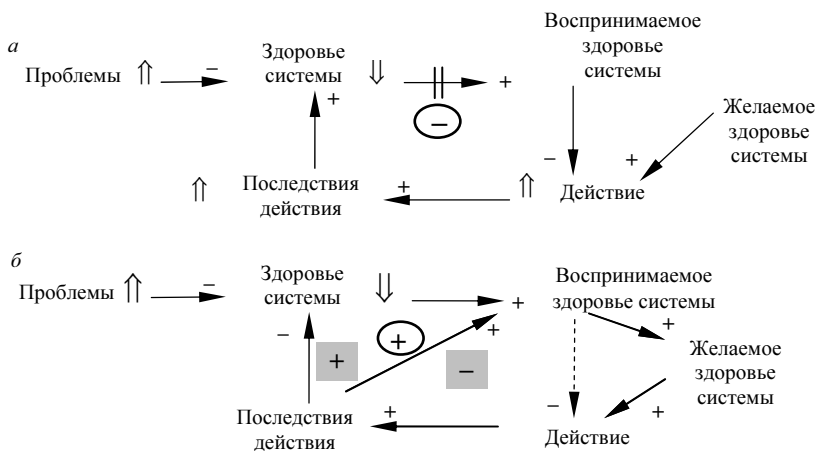 а
Воспринимаемое
здоровье
системы
Здоровье
системы
Проблемы ⇑
−
⇓
+
+
−
Желаемое
здоровье
системы
−
+
⇑
Последствия
действия
+
⇑
Действие
б
Здоровье
системы
Воспринимаемое
здоровье системы
Проблемы ⇑
−
⇓
+
+
−
+
+
+
−
Желаемое
здоровье
системы
Последствия
действия
+
−
+
Действие